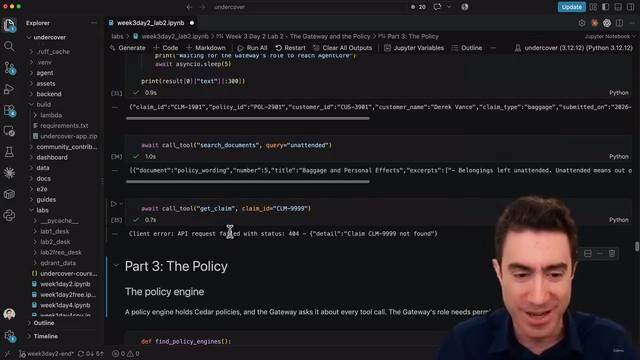 undercover
20
Update
Explorer
week3day2_lab2.ipynb
undercover
labs > week3day2_lab2.ipynb > Week 3 Day 2 Lab 2 - The Gateway and the Policy > Part 3: The Policy
Generate + Code + Markdown Run All Restart Clear All Outputs Jupyter Variables Outline undercover (3.12.12) (Python 3.12.12)
.ruff_cache
.venv
agent
assets
build
lambda
requirements.txt
undercover-app.zip
community_contrib...
dashboard
data
demo
desk
docs
e2e
guides
labs
__pycache__
lab1_desk
lab2_desk
lab2free_desk
qdrant_data
undercover-cours...
week1day2.ipynb
week1day2free.ipynb
week1day4.ipynb
Outline
Timeline
print("Waiting for the Gateway's role to reach AgentCore")
await asyncio.sleep(5)
print(result[0]["text"][:300])
[31] 0.9s Python
{"claim_id":"CLM-1901","policy_id":"POL-2901","customer_id":"CUS-3901","customer_name":"Derek Vance","claim_type":"baggage","submitted_on":"2026-
await call_tool("search_documents", query="unattended")
[34] 1.0s Python
[{"document":"policy_wording","number":5,"title":"Baggage and Personal Effects","excerpts":["- Belongings left unattended. Unattended means out o
await call_tool("get_claim", claim_id="CLM-9999")
[35] 0.7s Python
Client error: API request failed with status: 404 - {"detail":"Claim CLM-9999 not found"}
Part 3: The Policy
The policy engine
A policy engine holds Cedar policies, and the Gateway asks it about every tool call. The Gateway's role needs perm
def find_policy_engines():
week3day2-end*